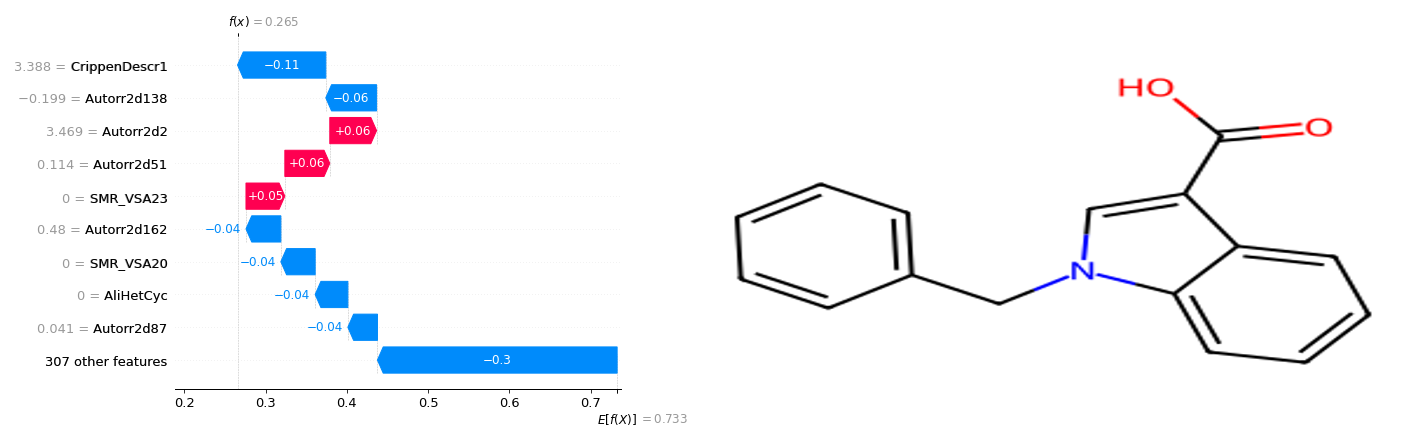 f(x) = 0.265
3.388 = CrippenDescr1
−0.11
−0.199 = Autorr2d138
−0.06
3.469 = Autorr2d2
+0.06
0.114 = Autorr2d51
+0.06
0 = SMR_VSA23
+0.05
0.48 = Autorr2d162
−0.04
0 = SMR_VSA20
−0.04
0 = AliHetCyc
−0.04
0.041 = Autorr2d87
−0.04
307 other features
−0.3
0.2 0.3 0.4 0.5 0.6 0.7
E[f(X)] = 0.733
HO
O
N